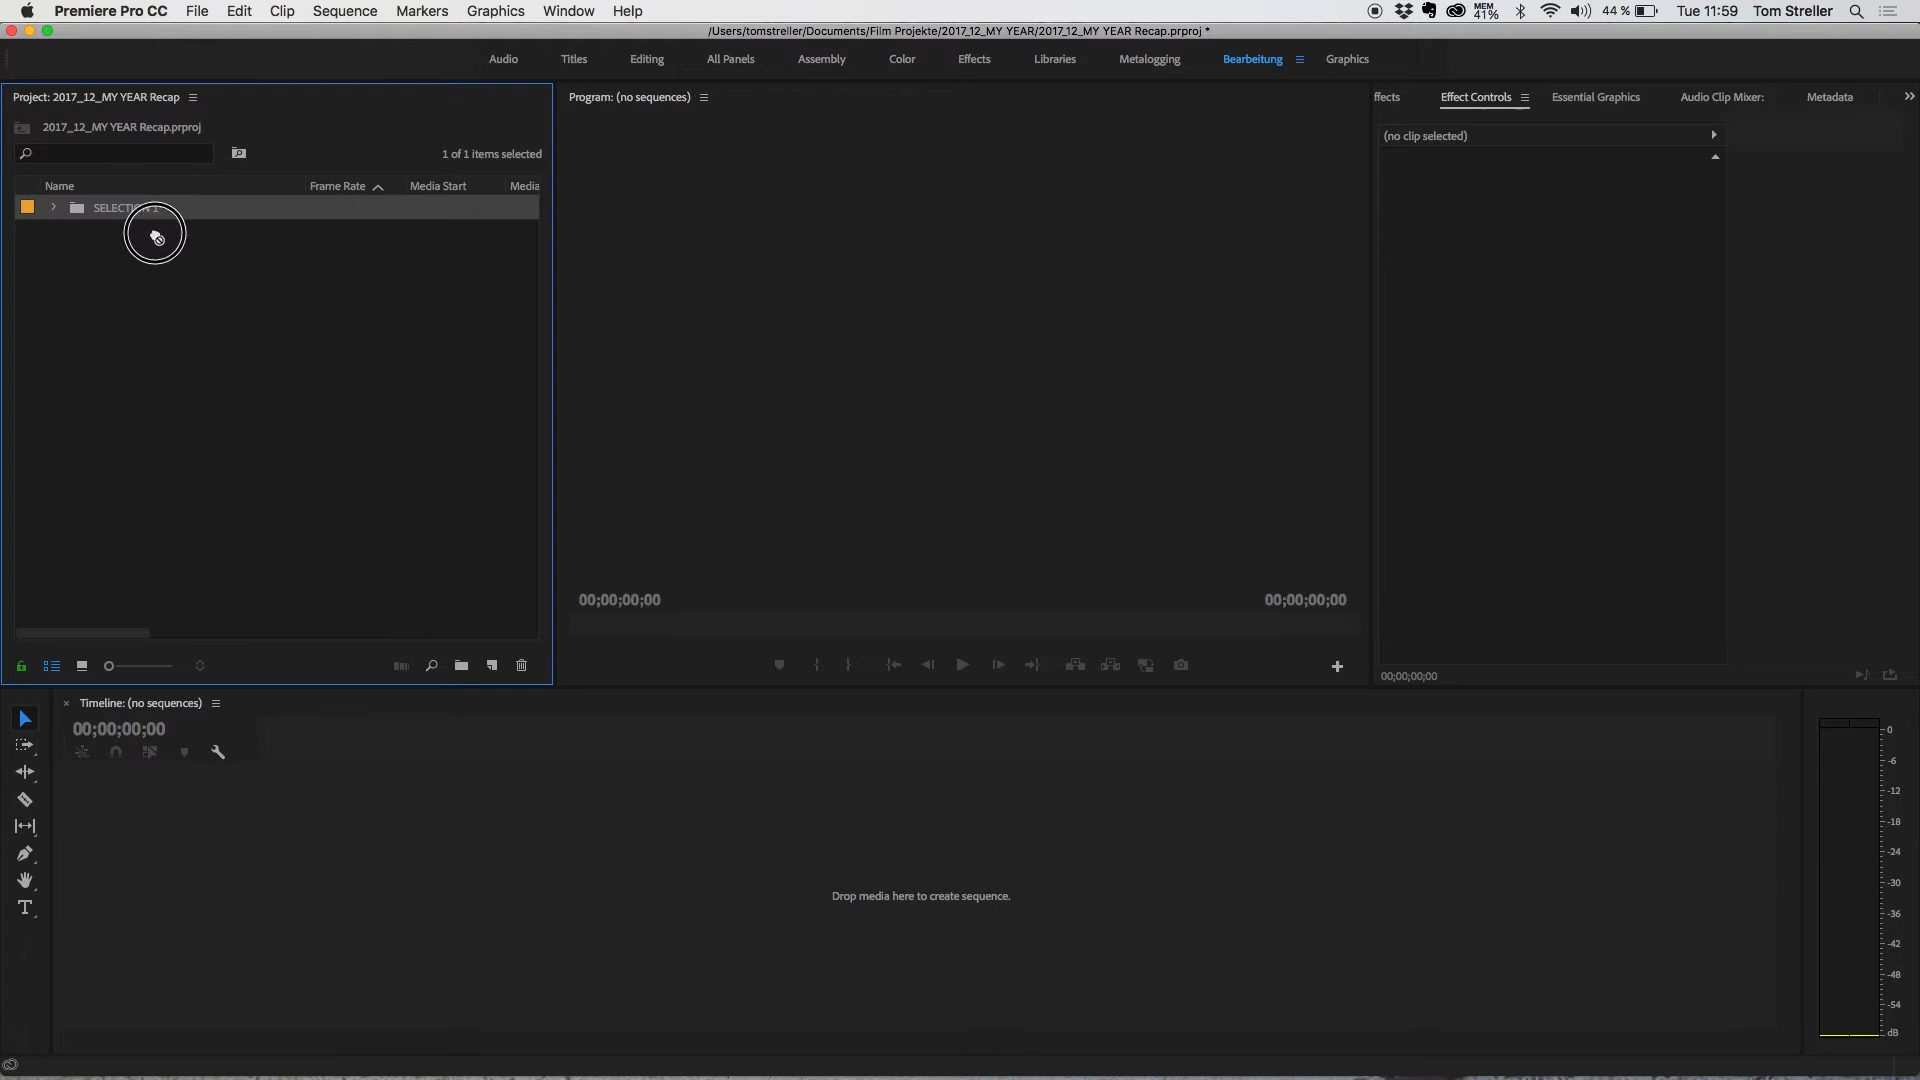 Premiere Pro CC File Edit Clip Sequence Markers Graphics Window Help MEM 41% 44 % Tue 11:59 Tom Streller
/Users/tomstreller/Documents/Film Projekte/2017_12_MY YEAR/2017_12_MY YEAR Recap.prproj *
Audio Titles Editing All Panels Assembly Color Effects Libraries Metalogging Bearbeitung Graphics
Project: 2017_12_MY YEAR Recap Program: (no sequences) ffects Effect Controls Essential Graphics Audio Clip Mixer: Metadata
2017_12_MY YEAR Recap.prproj
(no clip selected)
1 of 1 items selected
Name Frame Rate Media Start Media
SELECTION 1
00;00;00;00 00;00;00;00
00;00;00;00
Timeline: (no sequences)
00;00;00;00
Drop media here to create sequence.
0
-6
-12
-18
-24
-30
-36
-42
-48
-54
dB